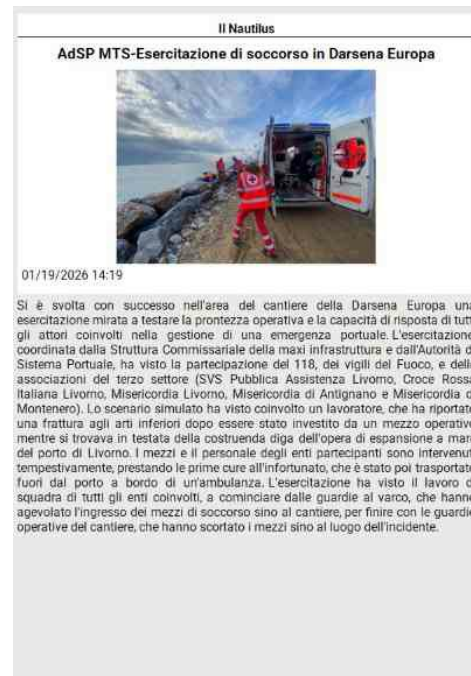 Il Nautilus
AdSP MTS-Esercitazione di soccorso in Darsena Europa
01/19/2026 14:19
Si è svolta con successo nell'area del cantiere della Darsena Europa una
esercitazione mirata a testare la prontezza operativa e la capacità di risposta di tutt
gli attori coinvolti nella gestione di una emergenza portuale. L'esercitazione
coordinata dalla Struttura Commissariale della maxi infrastruttura e dall'Autorità d
Sistema Portuale, ha visto la partecipazione del 118, dei vigili del Fuoco, e delle
associazioni del terzo settore (SVS Pubblica Assistenza Livorno, Croce Rossa
Italiana Livorno, Misericordia Livorno, Misericordia di Antignano e Misericordia d
Montenero). Lo scenario simulato ha visto coinvolto un lavoratore, che ha riportato
una frattura agli arti inferiori dopo essere stato investito da un mezzo operativo
mentre si trovava in testata della costruenda diga dell'opera di espansione a mare
del porto di Livorno. I mezzi e il personale degli enti partecipanti sono intervenut
tempestivamente, prestando le prime cure all'infortunato, che è stato poi trasportato
fuori dal porto a bordo di un'ambulanza. L'esercitazione ha visto il lavoro d
squadra di tutti gli enti coinvolti, a cominciare dalle guardie al varco, che hanno
agevolato l'ingresso dei mezzi di soccorso sino al cantiere, per finire con le guardie
operative del cantiere, che hanno scortato i mezzi sino al luogo dell'incidente.